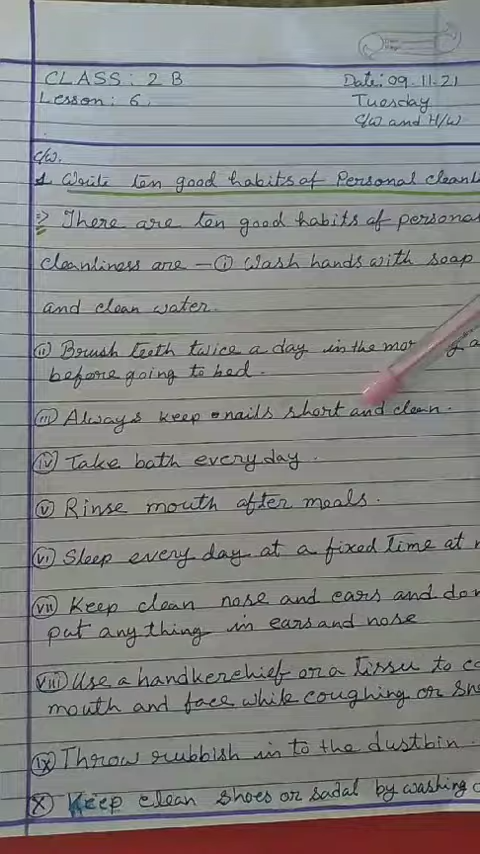 CLASS: 2 B
Date: 09.11.21
Lesson: 6.
Tuesday
C/W and H/W
C/W.
1. Write ten good habits of Personal cleanl
=> There are ten good habits of persona
cleanliness are - (i) Wash hands with soap
and clean water.
(ii) Brush teeth twice a day in the mor
before going to bed.
(iii) Always keep nails short and clean.
(iv) Take bath every day.
(v) Rinse mouth after meals.
(vi) Sleep every day at a fixed time at n
(vii) Keep clean nose and ears and don
put any thing in ears and nose
(viii) Use a handkerchief or a tissu to co
mouth and face while coughing or sne
(ix) Throw rubbish in to the dustbin.
(x) Keep clean shoes or sadal by washing o